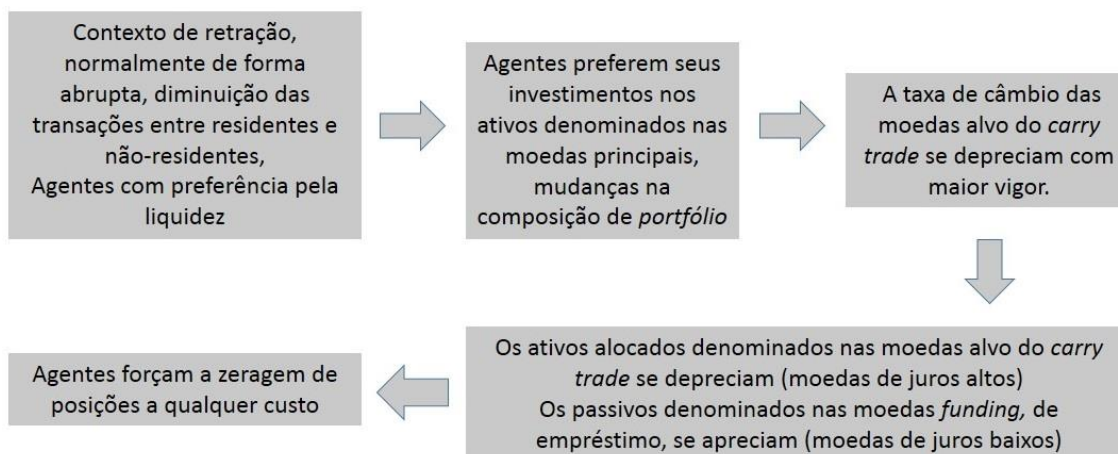 Contexto de retração,
normalmente de forma
abrupta, diminuição das
transações entre residentes e
não-residentes,
Agentes com preferência pela
liquidez
Agentes preferem seus
investimentos nos
ativos denominados nas
moedas principais,
mudanças na
composição de portfólio
A taxa de câmbio das
moedas alvo do carry
trade se depreciam com
maior vigor.
Os ativos alocados denominados nas moedas alvo do carry
trade se depreciam (moedas de juros altos)
Os passivos denominados nas moedas funding, de
empréstimo, se apreciam (moedas de juros baixos)
Agentes forçam a zeragem de
posições a qualquer custo